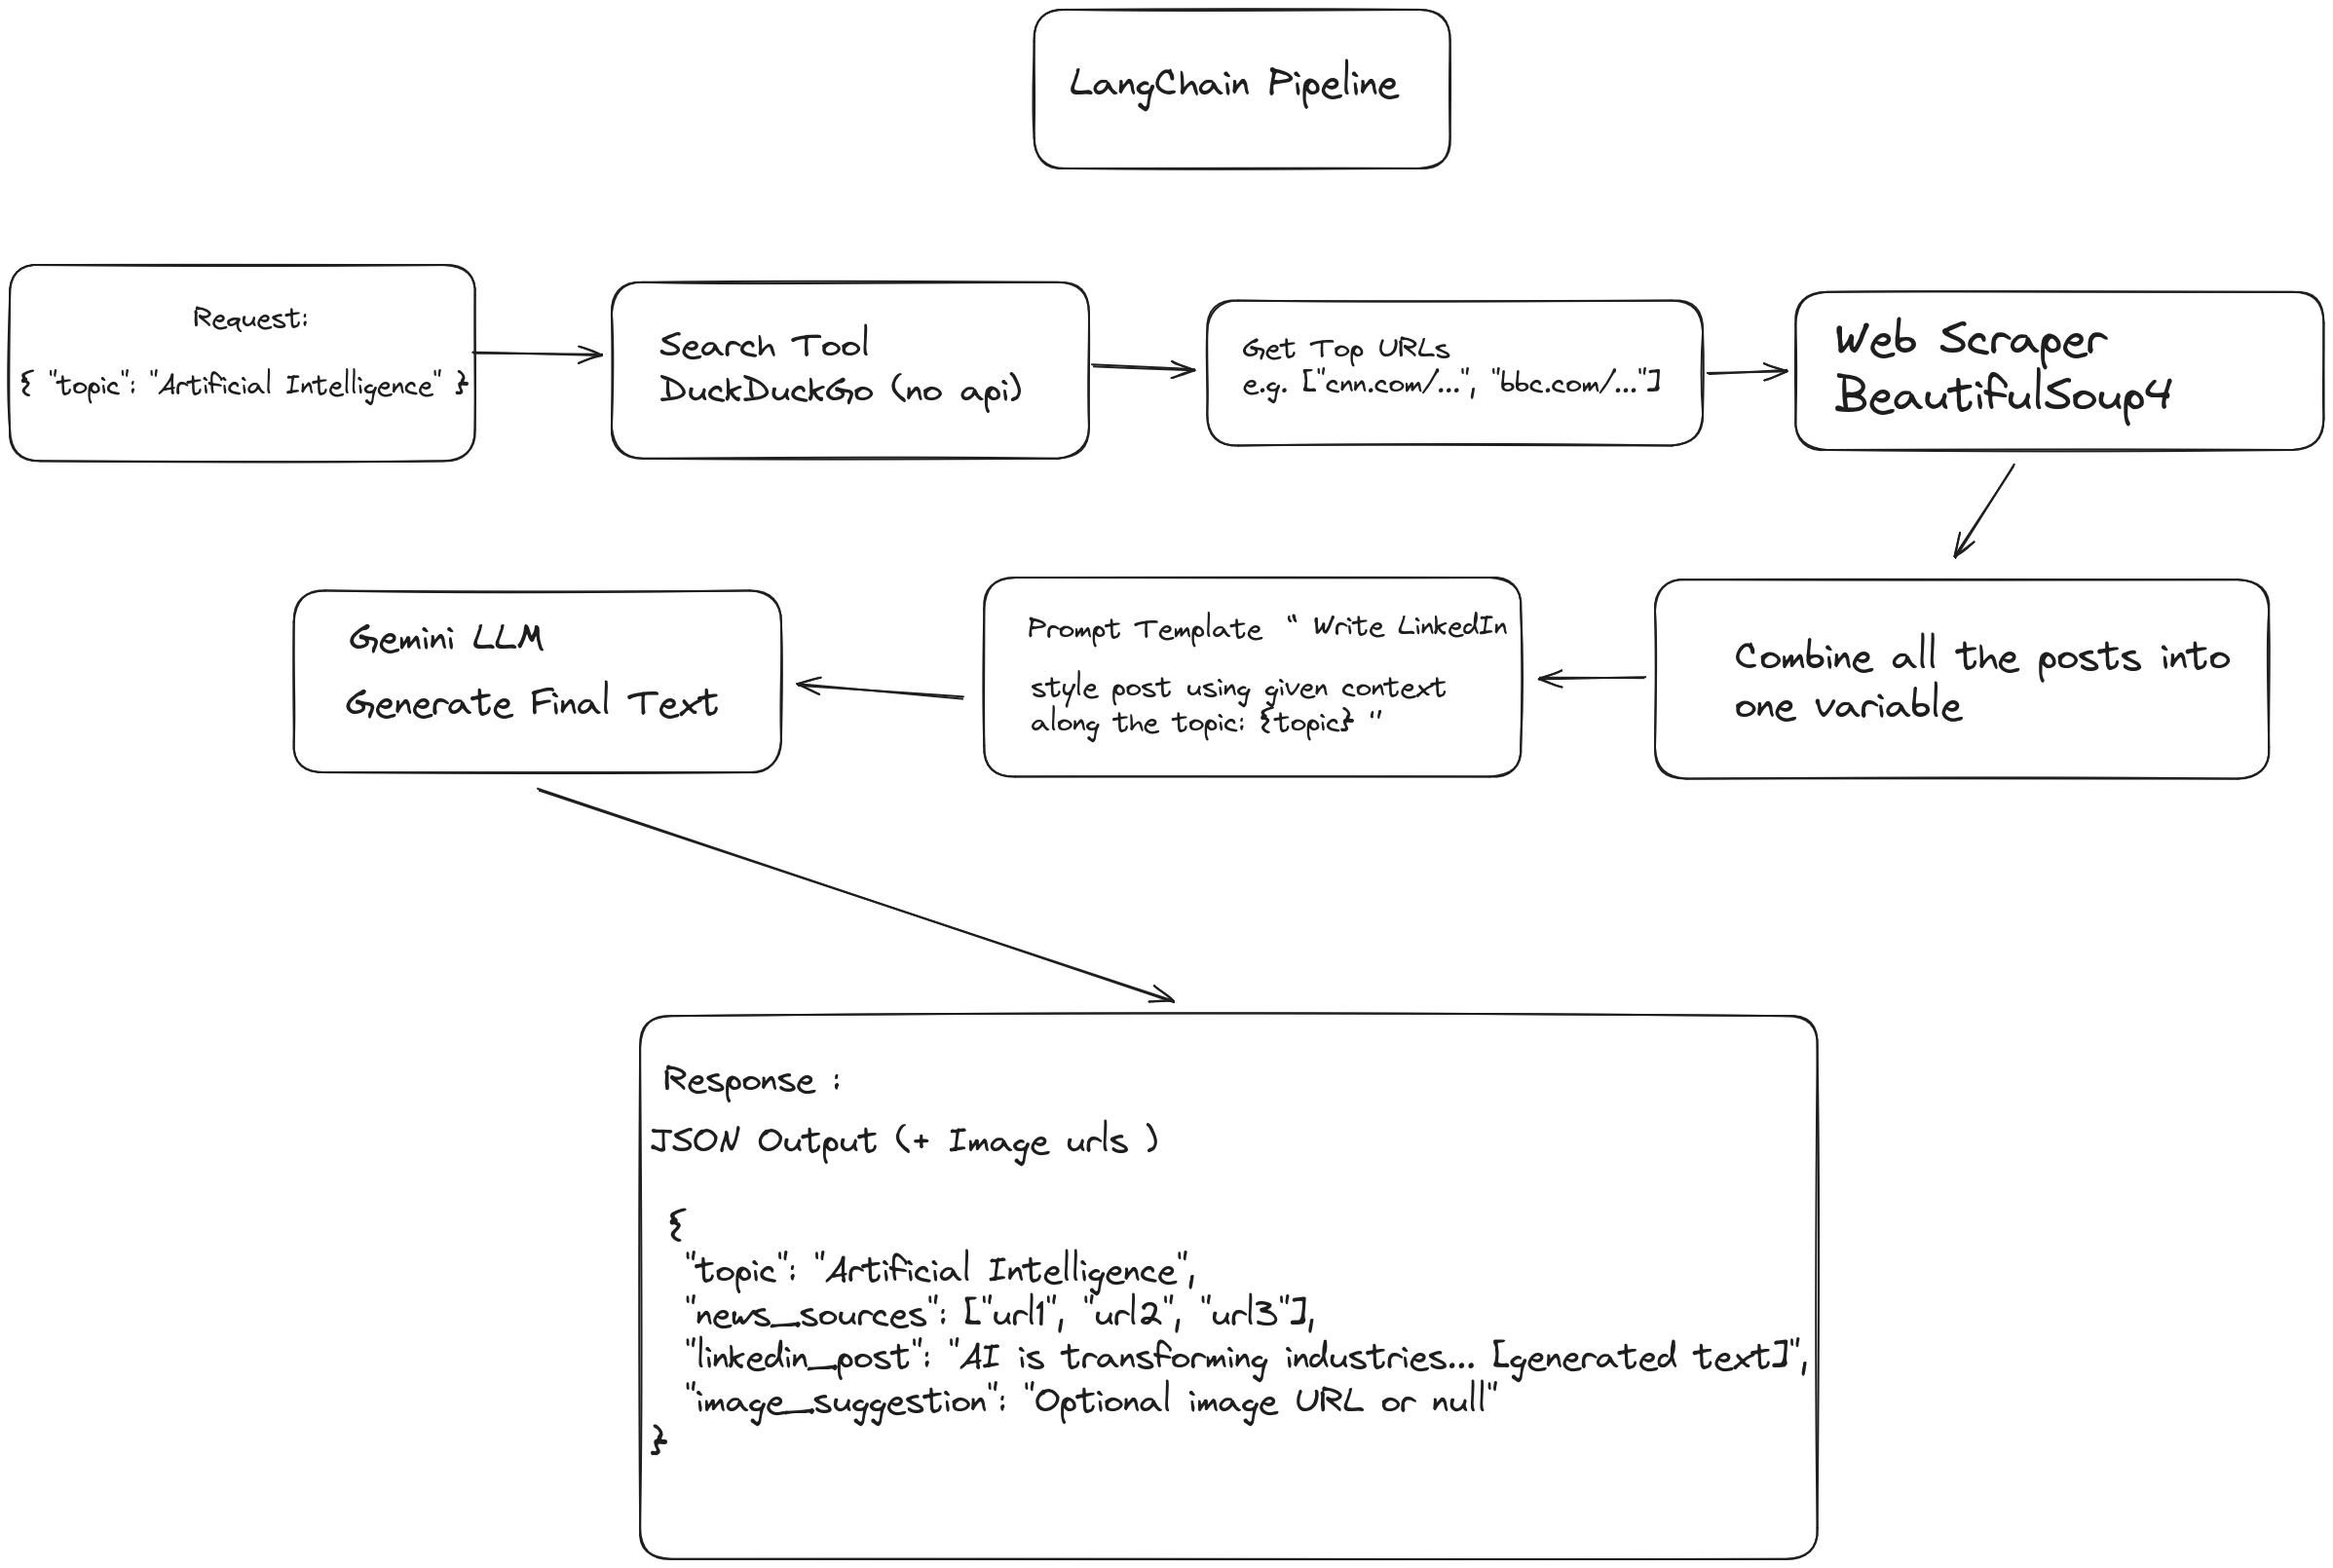 LangChain Pipeline
Request:
{ "topic": "Artificial Intelligence" }
Search Tool
DuckDuckGo (no api)
Get Top URLs
e.g. ["cnn.com/...", "bbc.com/..."]
Web Scraper
BeautifulSoup4
Combine all the posts into
one variable
Prompt Template " Write LinkedIn
style post using given context
along the topic: {topic} "
Gemini LLM
Generate Final Text
Response :
JSON Output (+ Image urls )
{
"topic": "Artificial Intelligence",
"news_sources": ["url1", "url2", "url3"],
"linkedin_post": "AI is transforming industries... [generated text]",
"image_suggestion": "Optional image URL or null"
}